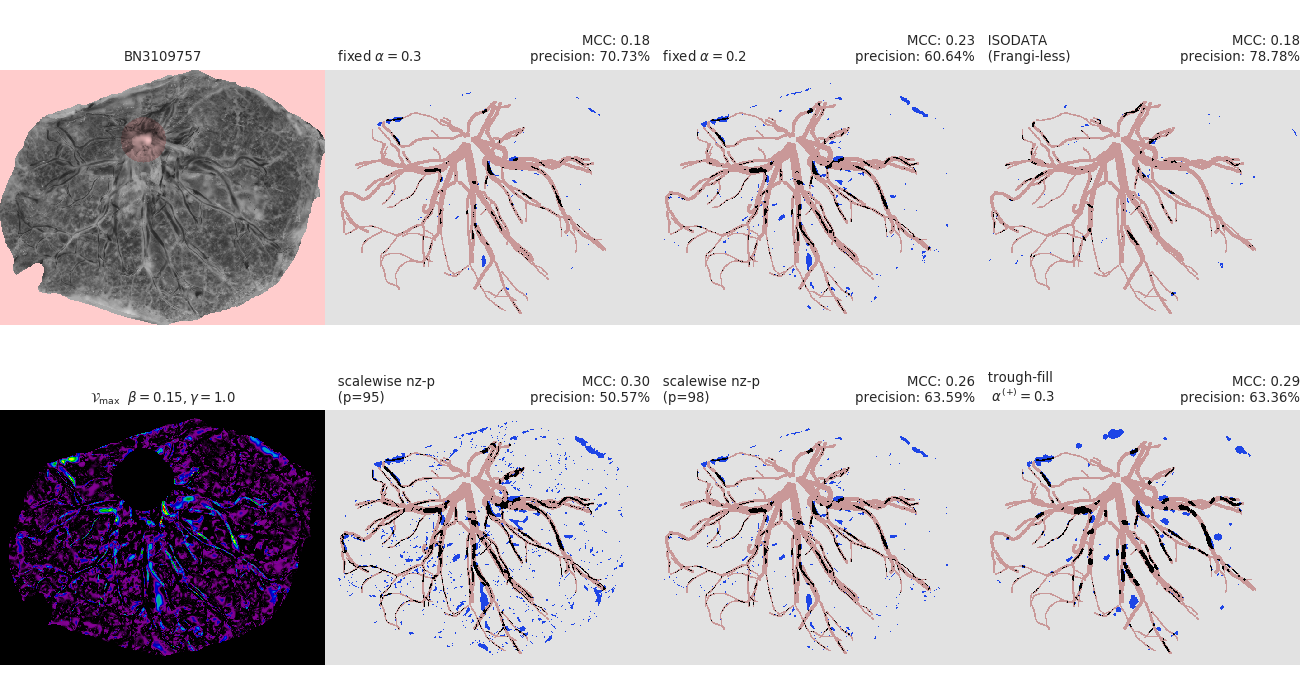 BN3109757
fixed α = 0.3
MCC: 0.18
precision: 70.73%
fixed α = 0.2
MCC: 0.23
precision: 60.64%
ISODATA
(Frangi-less)
MCC: 0.18
precision: 78.78%
𝒱max β = 0.15, γ = 1.0
scalewise nz-p
(p=95)
MCC: 0.30
precision: 50.57%
scalewise nz-p
(p=98)
MCC: 0.26
precision: 63.59%
trough-fill
α(+) = 0.3
MCC: 0.29
precision: 63.36%